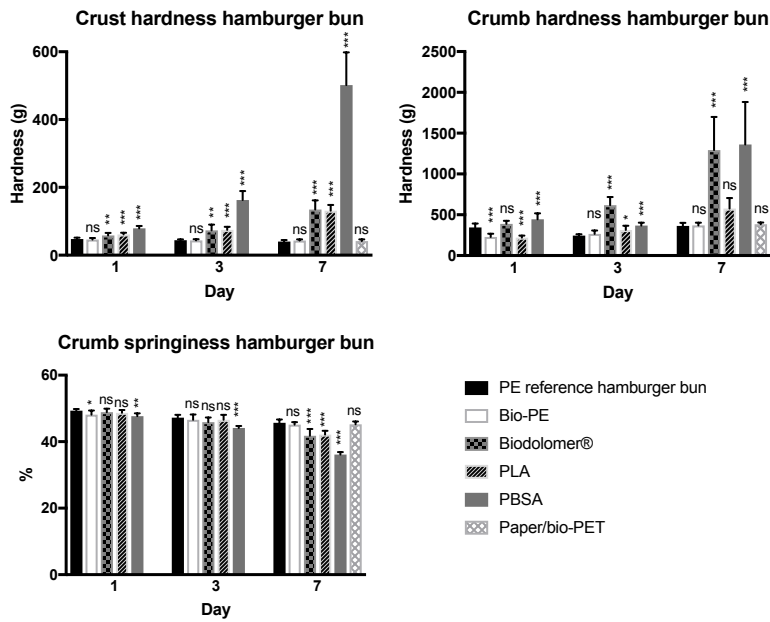 Crust hardness hamburger bun
600
400
200
0
Hardness (g)
ns ** *** ***
ns ** *** ***
ns *** *** *** ns
1 3 7
Day
Crumb hardness hamburger bun
2500
2000
1500
1000
500
0
Hardness (g)
*** ns *** ***
ns *** * ***
ns *** ns *** ns
1 3 7
Day
Crumb springiness hamburger bun
60
40
20
0
%
* ns ns **
ns ns ns ***
ns *** *** *** ns
1 3 7
Day
PE reference hamburger bun
Bio-PE
Biodolomer®
PLA
PBSA
Paper/bio-PET